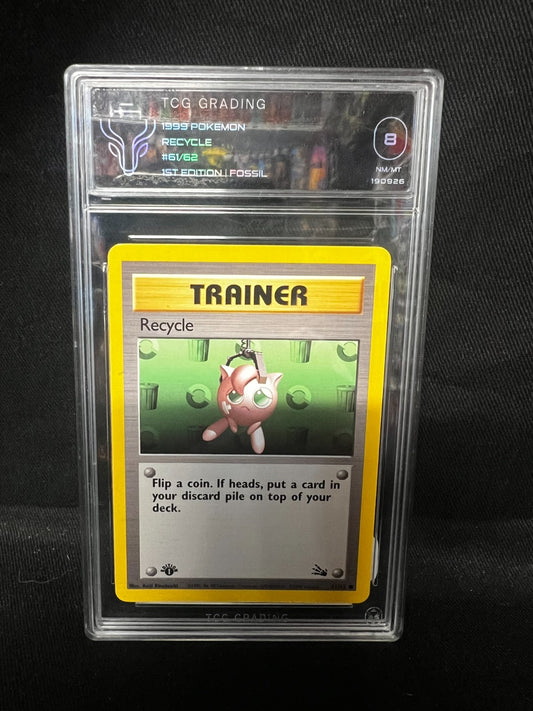 TCG GRADING
1999 POKEMON
RECYCLE
#61/62
1ST EDITION | FOSSIL
8
NM/MT
190926
TRAINER
Recycle
Flip a coin. If heads, put a card in
your discard pile on top of your
deck.
1
TCG GRADING